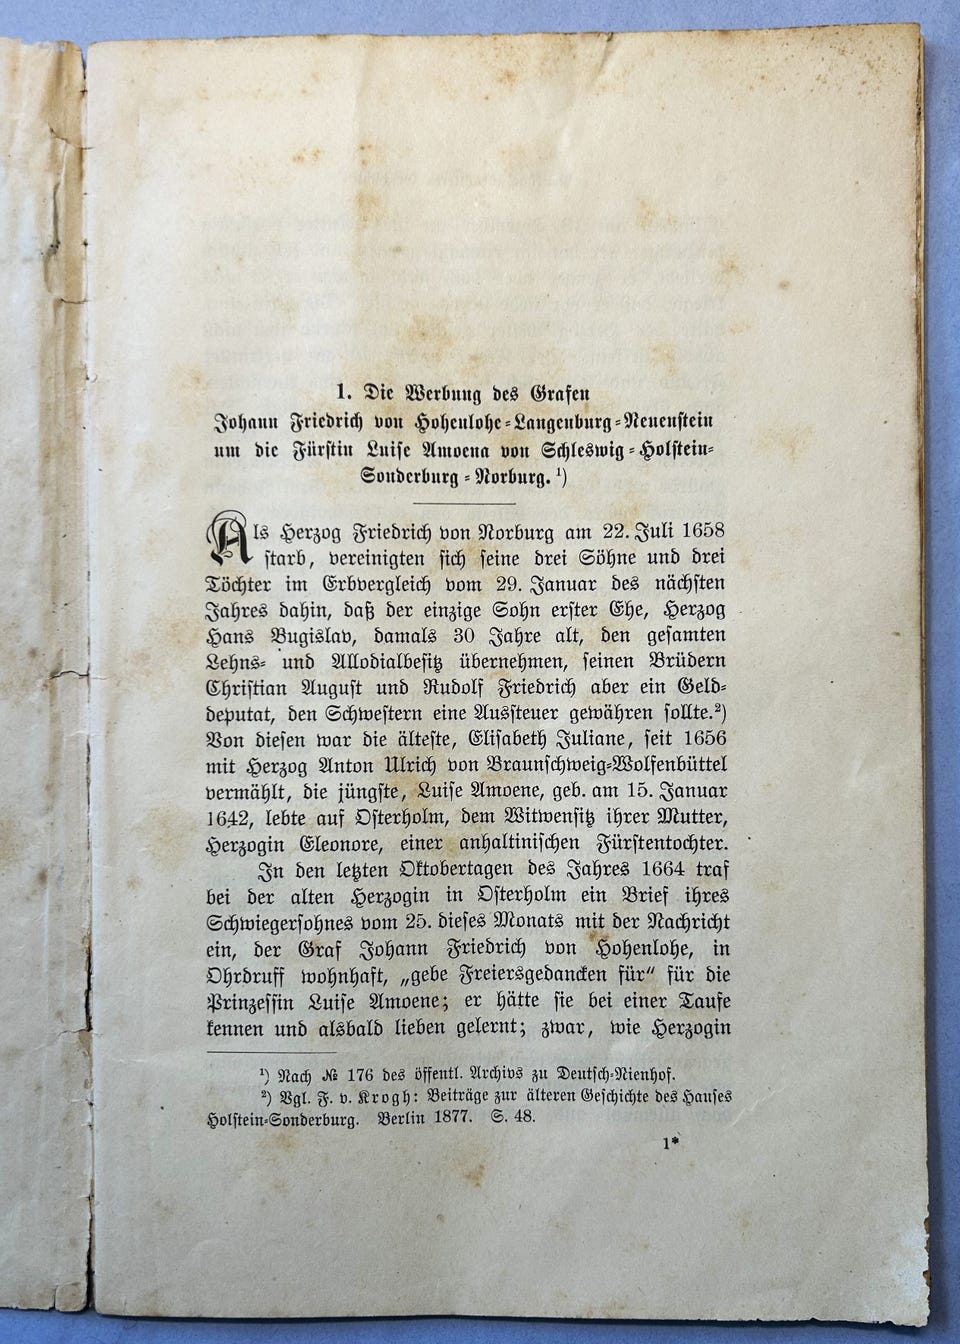 1. Die Werbung des Grafen
Johann Friedrich von Hohenlohe-Langenburg-Neuenstein
um die Fürstin Luise Amoena von Schleswig-Holstein-
Sonderburg-Norburg.¹)
Als Herzog Friedrich von Norburg am 22. Juli 1658
starb, vereinigten sich seine drei Söhne und drei
Töchter im Erbvergleich vom 29. Januar des nächsten
Jahres dahin, daß der einzige Sohn erster Ehe, Herzog
Hans Bugislav, damals 30 Jahre alt, den gesamten
Lehns- und Allodialbesitz übernehmen, seinen Brüdern
Christian August und Rudolf Friedrich aber ein Geld-
deputat, den Schwestern eine Aussteuer gewähren sollte.²)
Von diesen war die älteste, Elisabeth Juliane, seit 1656
mit Herzog Anton Ulrich von Braunschweig-Wolfenbüttel
vermählt, die jüngste, Luise Amoene, geb. am 15. Januar
1642, lebte auf Osterholm, dem Witwensitz ihrer Mutter,
Herzogin Eleonore, einer anhaltinischen Fürstentochter.
In den letzten Oktobertagen des Jahres 1664 traf
bei der alten Herzogin in Osterholm ein Brief ihres
Schwiegersohnes vom 25. dieses Monats mit der Nachricht
ein, der Graf Johann Friedrich von Hohenlohe, in
Ohrdruff wohnhaft, „gebe Freiersgedancken für“ für die
Prinzessin Luise Amoene; er hätte sie bei einer Taufe
kennen und alsbald lieben gelernt; zwar, wie Herzogin
¹) Nach № 176 des öffentl. Archivs zu Deutsch-Nienhof.
²) Vgl. F. v. Krogh: Beiträge zur älteren Geschichte des Hauses
Holstein-Sonderburg. Berlin 1877. S. 48.
1*